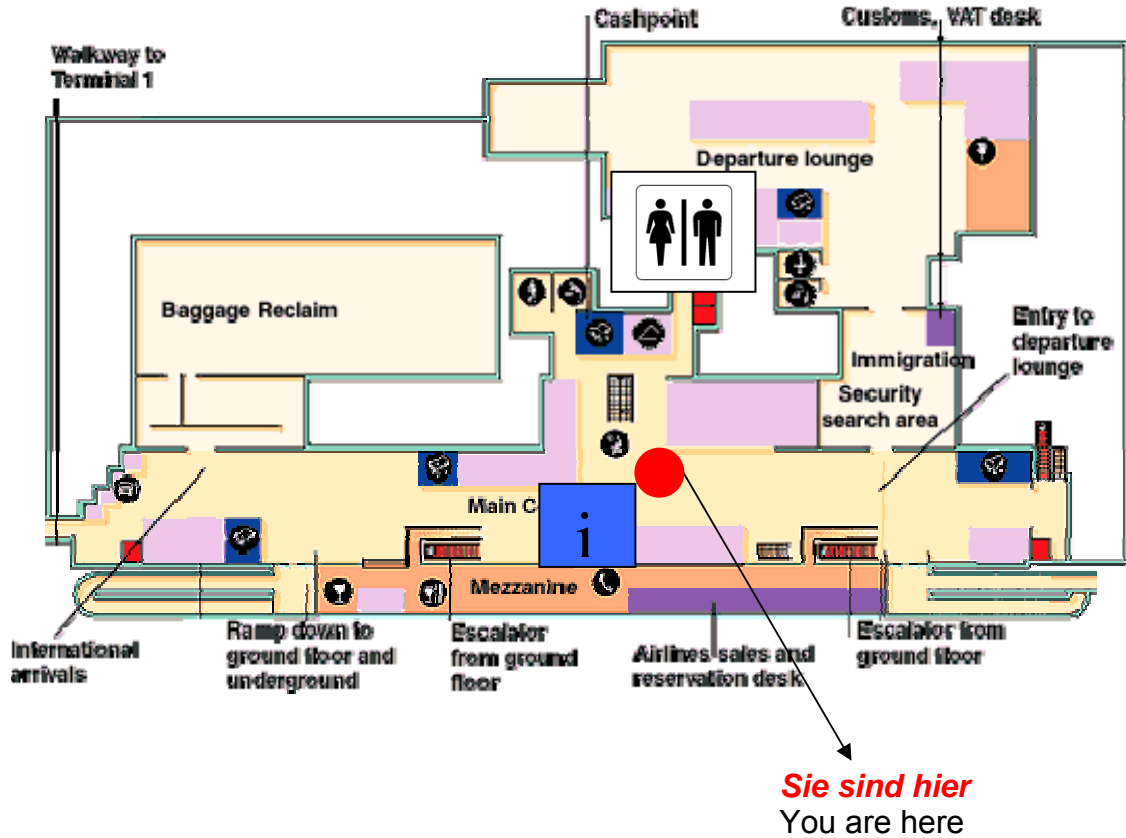 Cashpoint
Customs, VAT desk
Walkway to
Terminal 1
Departure lounge
Baggage Reclaim
Entry to
departure
lounge
Immigration
Security
search area
Main C
i
Mezzanine
International
arrivals
Ramp down to
ground floor and
underground
Escalator
from ground
floor
Airlines sales and
reservation desk
Escalator from
ground floor
Sie sind hier
You are here